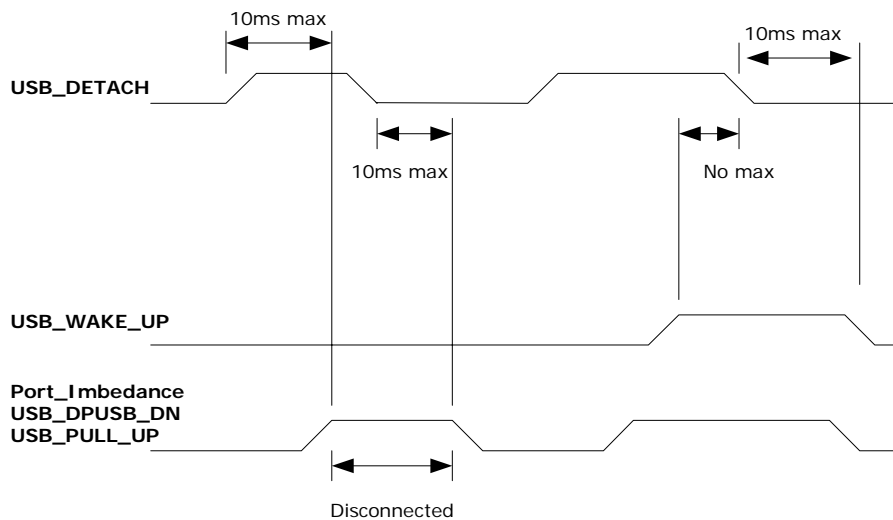 10ms max
10ms max
USB_DETACH
10ms max
No max
USB_WAKE_UP
Port_Imbedance
USB_DPUSB_DN
USB_PULL_UP
Disconnected